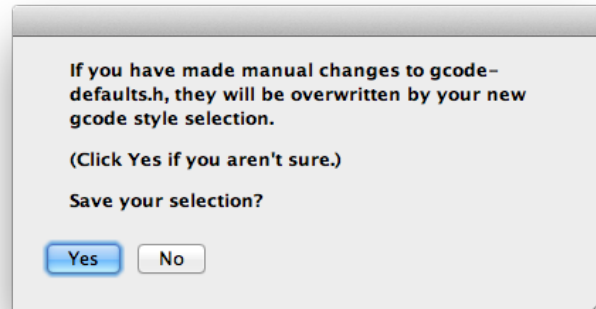 If you have made manual changes to gcode-
defaults.h, they will be overwritten by your new
gcode style selection.
(Click Yes if you aren't sure.)
Save your selection?
Yes No